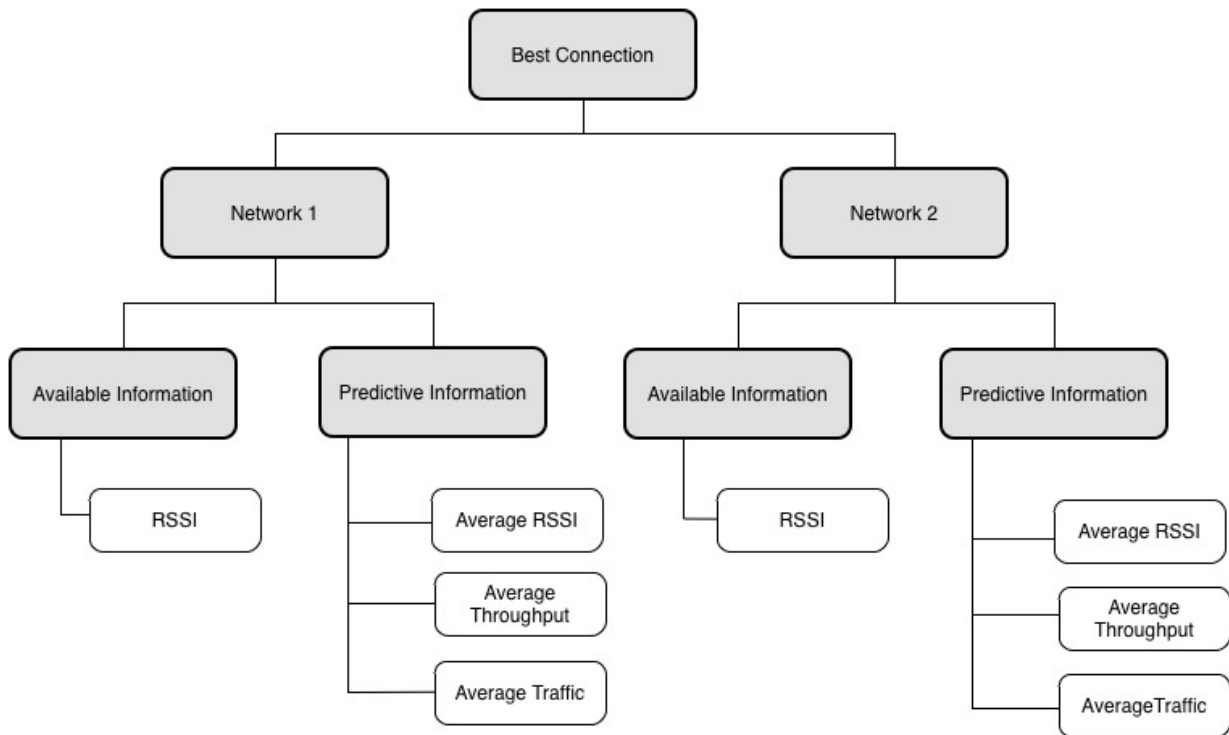 Best Connection
Network 1
Network 2
Available Information
Predictive Information
Available Information
Predictive Information
RSSI
Average RSSI
Average
Throughput
Average Traffic
RSSI
Average RSSI
Average
Throughput
AverageTraffic